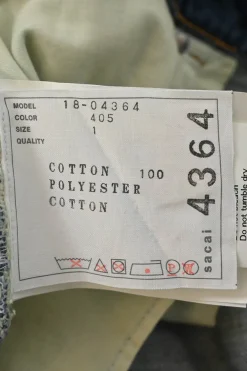 MODEL 18-04364
COLOR 405
SIZE 1
QUALITY
COTTON 100
POLYESTER
COTTON
sacai 4364
Do not tumble dry